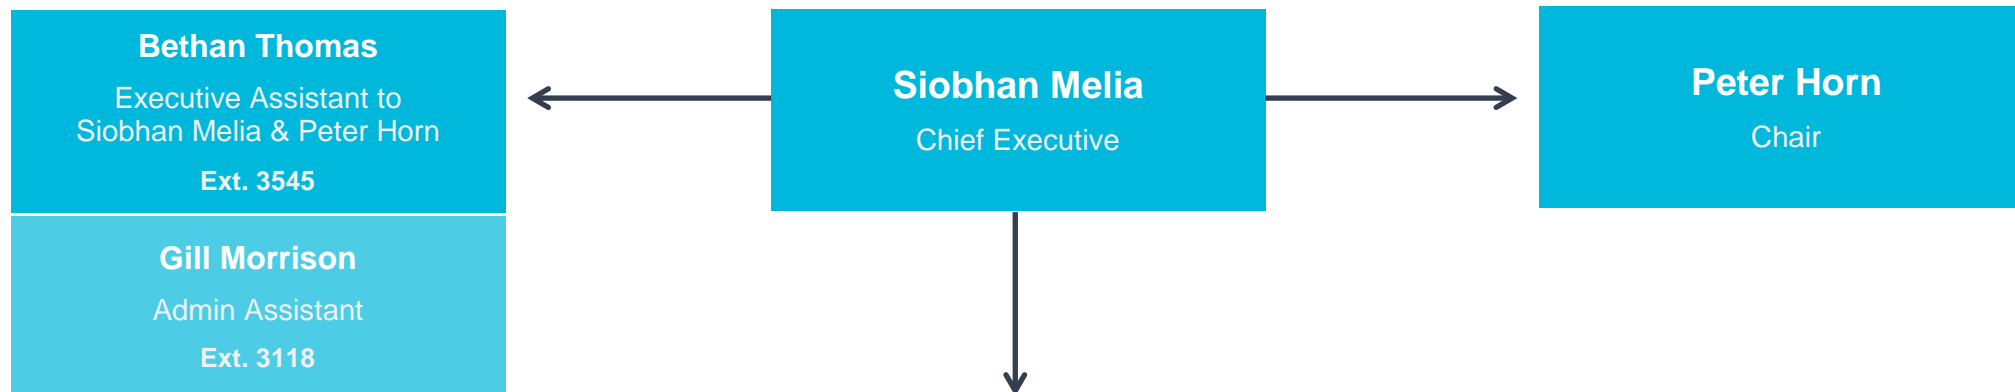 Bethan Thomas
Executive Assistant to
Siobhan Melia & Peter Horn
Ext. 3545
Gill Morrison
Admin Assistant
Ext. 3118
Siobhan Melia
Chief Executive
Peter Horn
Chair